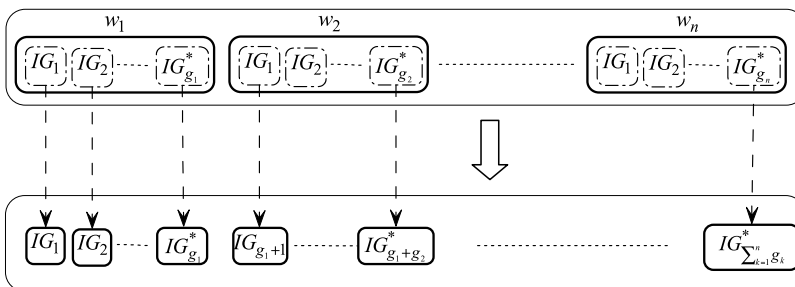 w₁ w₂ wₙ
IG₁ IG₂ IG*g₁ IG₁ IG₂ IG*g₂ IG₁ IG₂ IG*gₙ
IG₁ IG₂ IG*g₁ IGg₁+1 IG*g₁+g₂ IG*∑ⁿₖ₌₁ gₖ